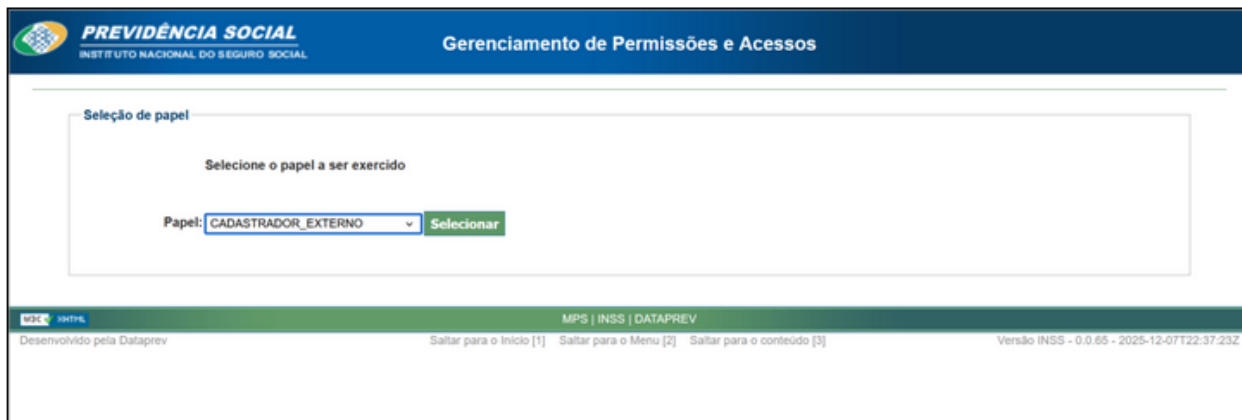 PREVIDÊNCIA SOCIAL
INSTITUTO NACIONAL DO SEGURO SOCIAL
Gerenciamento de Permissões e Acessos
Seleção de papel
Selecione o papel a ser exercido
Papel: CADASTRADOR_EXTERNO Selecionar
W3C XHTML
MPS | INSS | DATAPREV
Desenvolvido pela Dataprev Saltar para o Início [1] Saltar para o Menu [2] Saltar para o conteúdo [3] Versão INSS - 0.0.65 - 2025-12-07T22:37:23Z